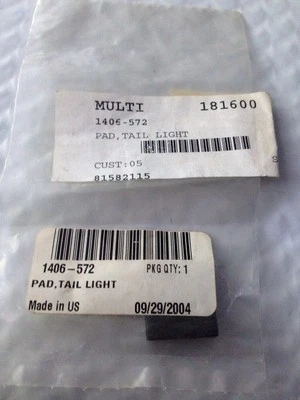 MULTI 181600
1406-572
PAD,TAIL LIGHT
CUST:05
S
81582115
1406-572 PKG QTY: 1
PAD,TAIL LIGHT
Made in US 09/29/2004